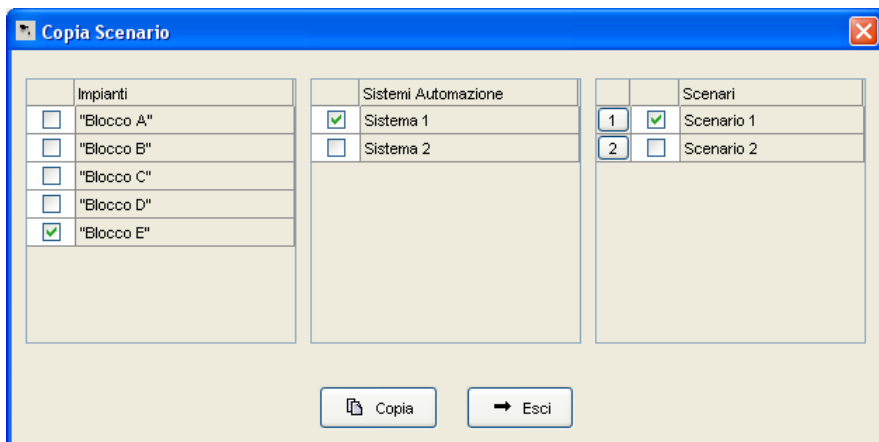 Copia Scenario
Impianti
"Blocco A"
"Blocco B"
"Blocco C"
"Blocco D"
"Blocco E"
Sistemi Automazione
Sistema 1
Sistema 2
Scenari
1 Scenario 1
2 Scenario 2
Copia
Esci